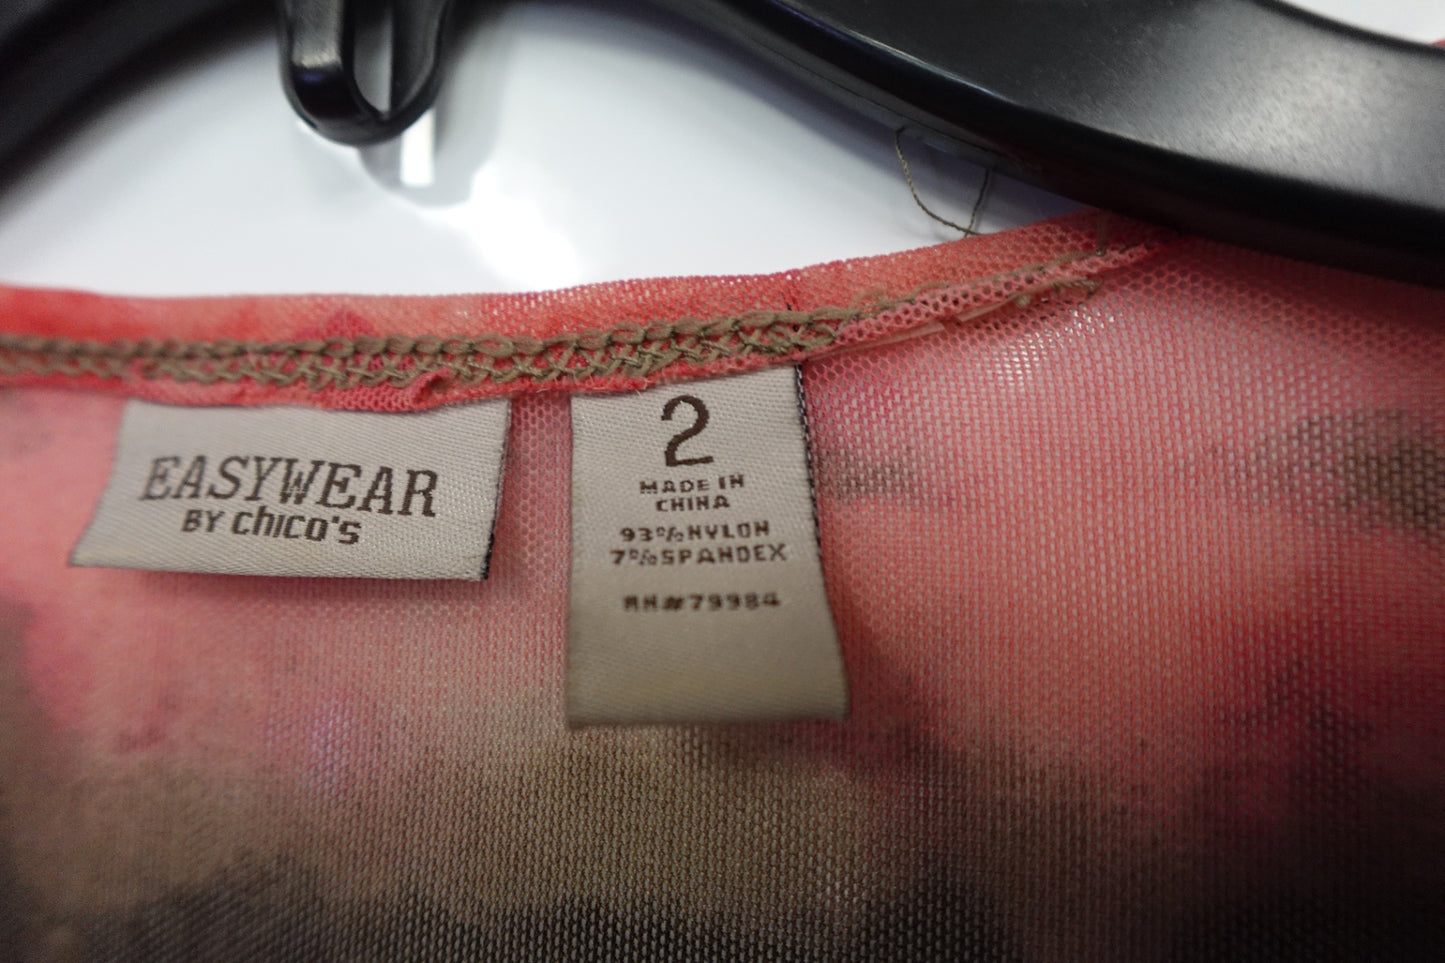 EASYWEAR
BY chico's
2
MADE IN
CHINA
93%NYLON
7%SPANDEX
RN#79984